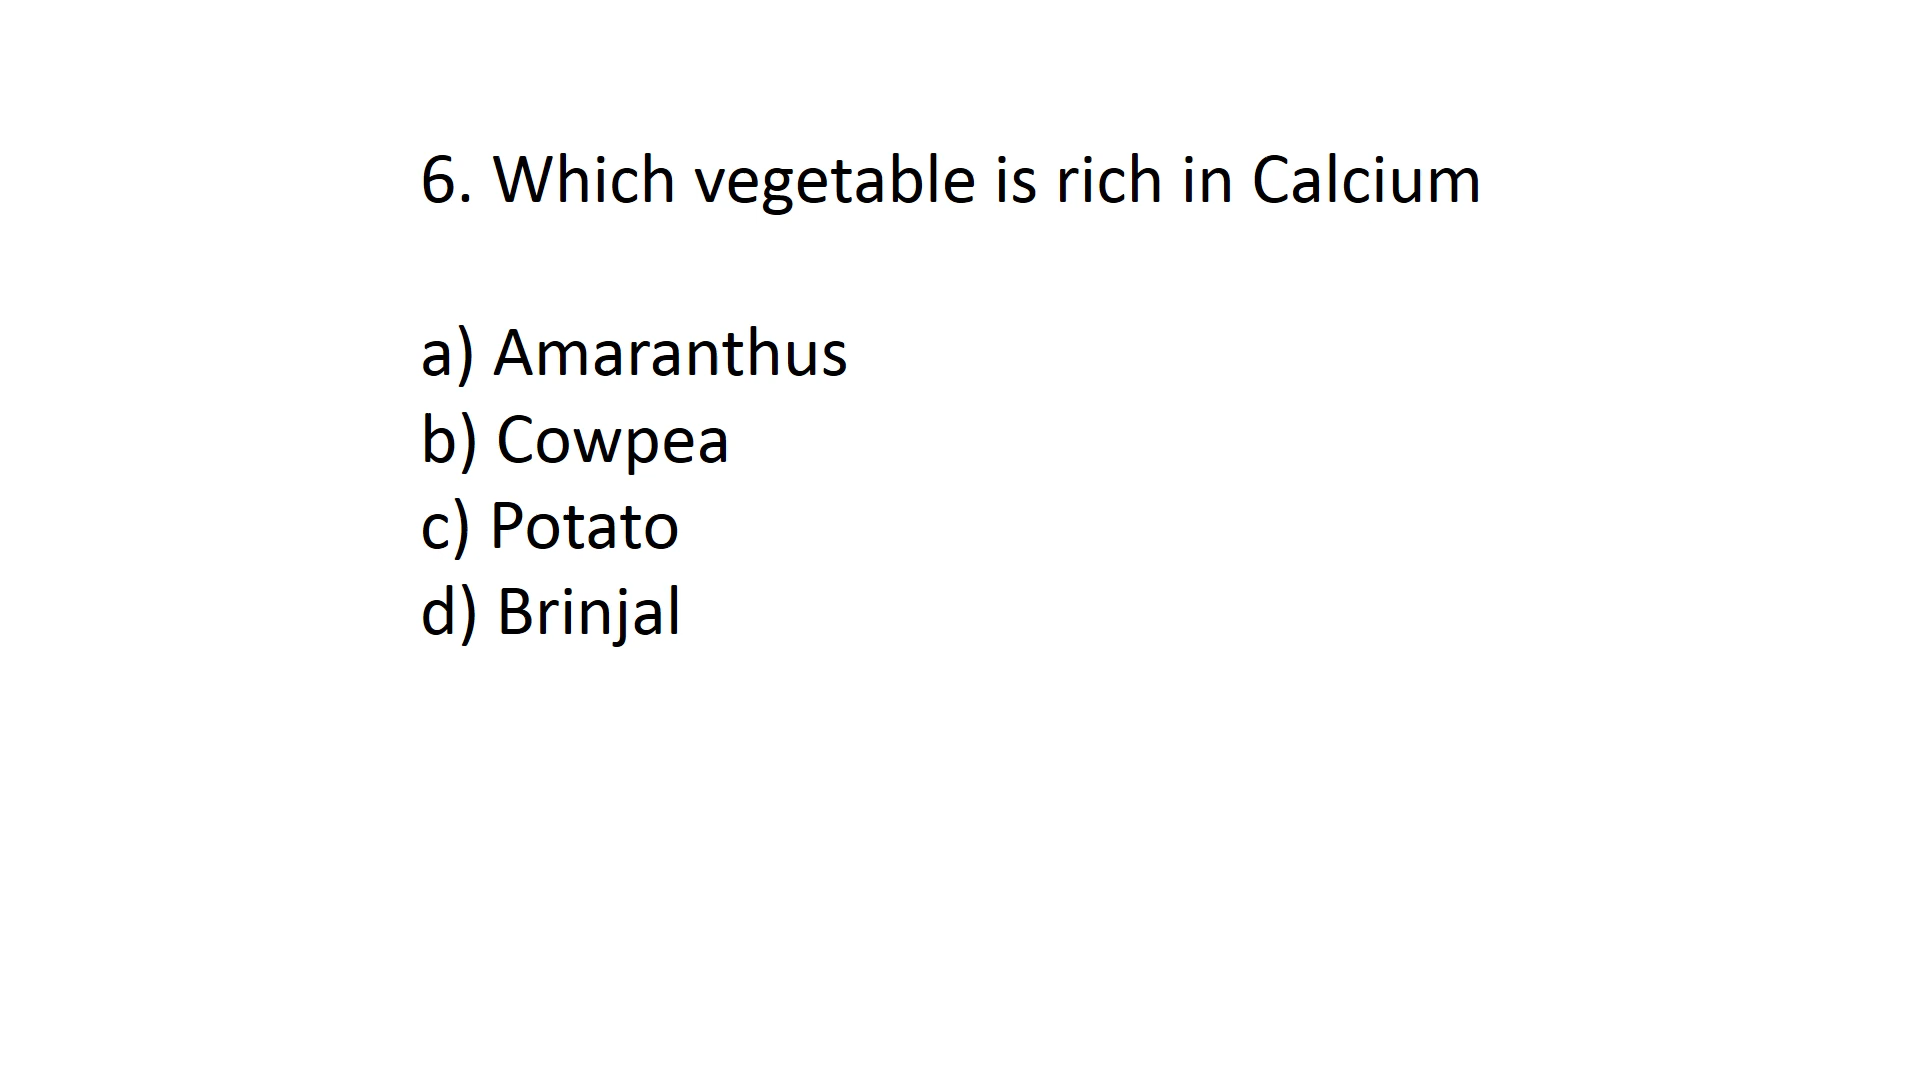 6. Which vegetable is rich in Calcium
a) Amaranthus
b) Cowpea
c) Potato
d) Brinjal